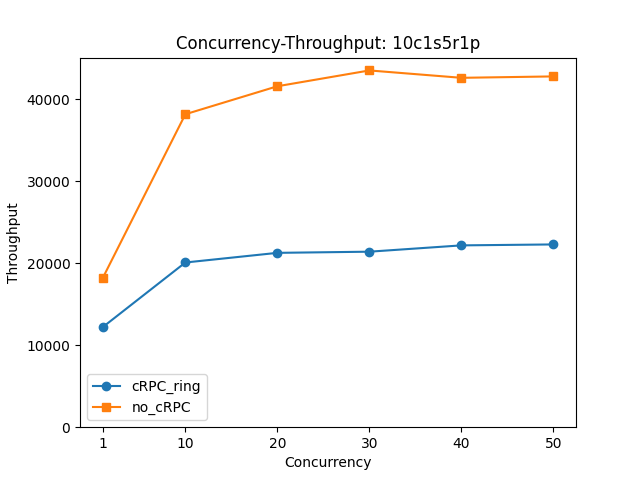 Concurrency-Throughput: 10c1s5r1p
Throughput
40000
30000
20000
10000
0
cRPC_ring
no_cRPC
1 10 20 30 40 50
Concurrency